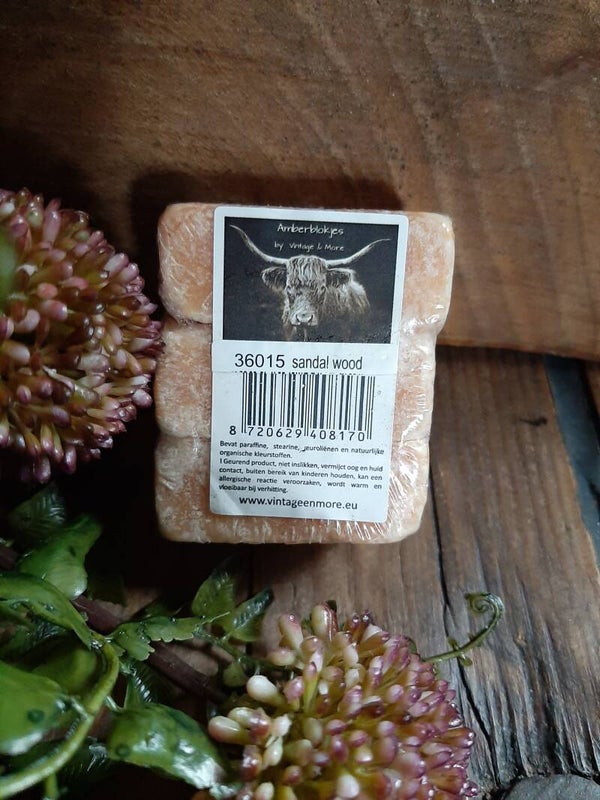 Amberblokjes
by Vintage & More
36015 sandal wood
8 720629 408170
Bevat paraffine, stearine, geurolienen en natuurlijke
organische kleurstoffen.
! Geurend product, niet inslikken, vermijct oog en huid
contact, buiten bereik van kinderen houden, kan een
allergische reactie veroorzaken, wordt warm en
vloeibaar bij verhitting.
www.vintageenmore.eu